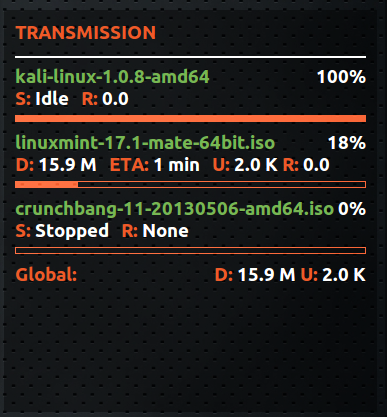 TRANSMISSION
kali-linux-1.0.8-amd64 100%
S: Idle R: 0.0
linuxmint-17.1-mate-64bit.iso 18%
D: 15.9 M ETA: 1 min U: 2.0 K R: 0.0
crunchbang-11-20130506-amd64.iso 0%
S: Stopped R: None
Global: D: 15.9 M U: 2.0 K